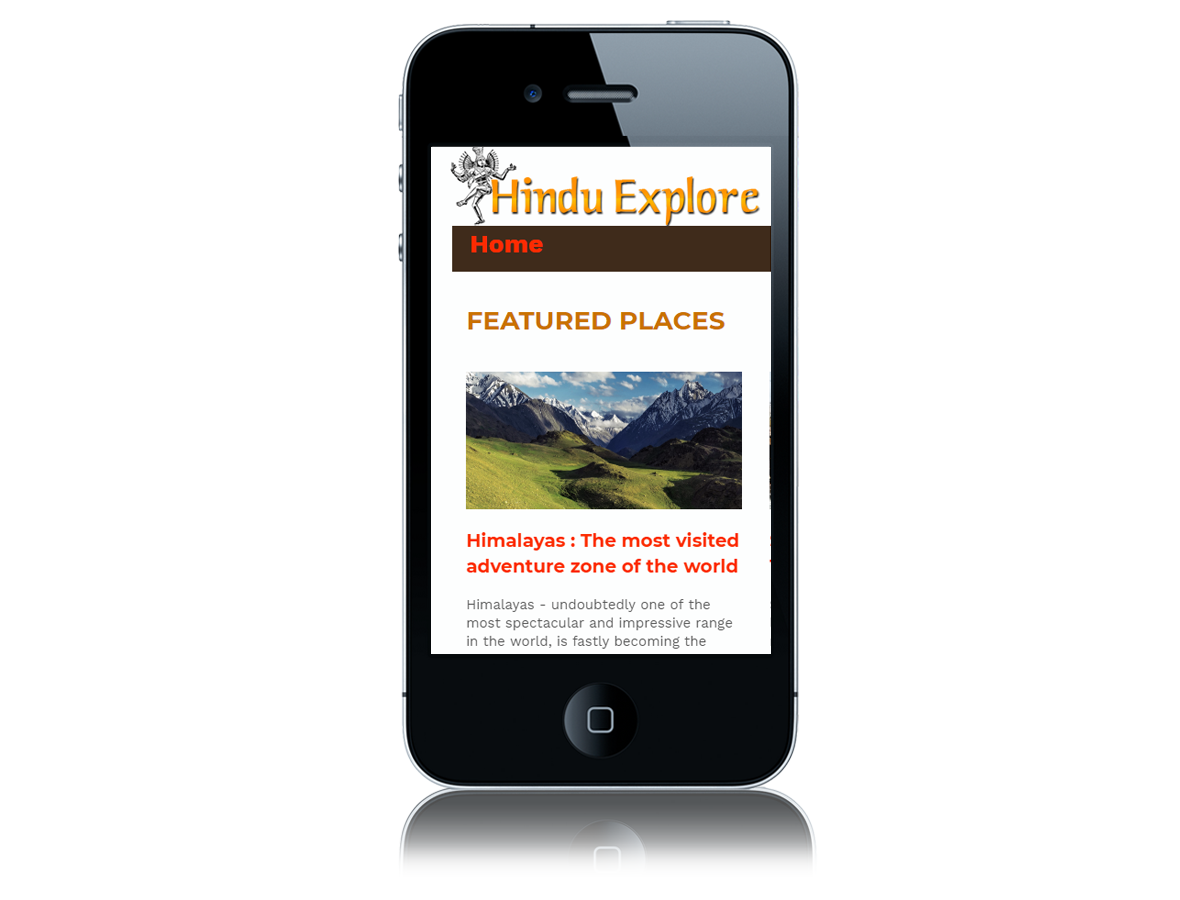 Hindu Explore
Home
FEATURED PLACES
Himalayas : The most visited
adventure zone of the world
Himalayas - undoubtedly one of the
most spectacular and impressive range
in the world, is fastly becoming the